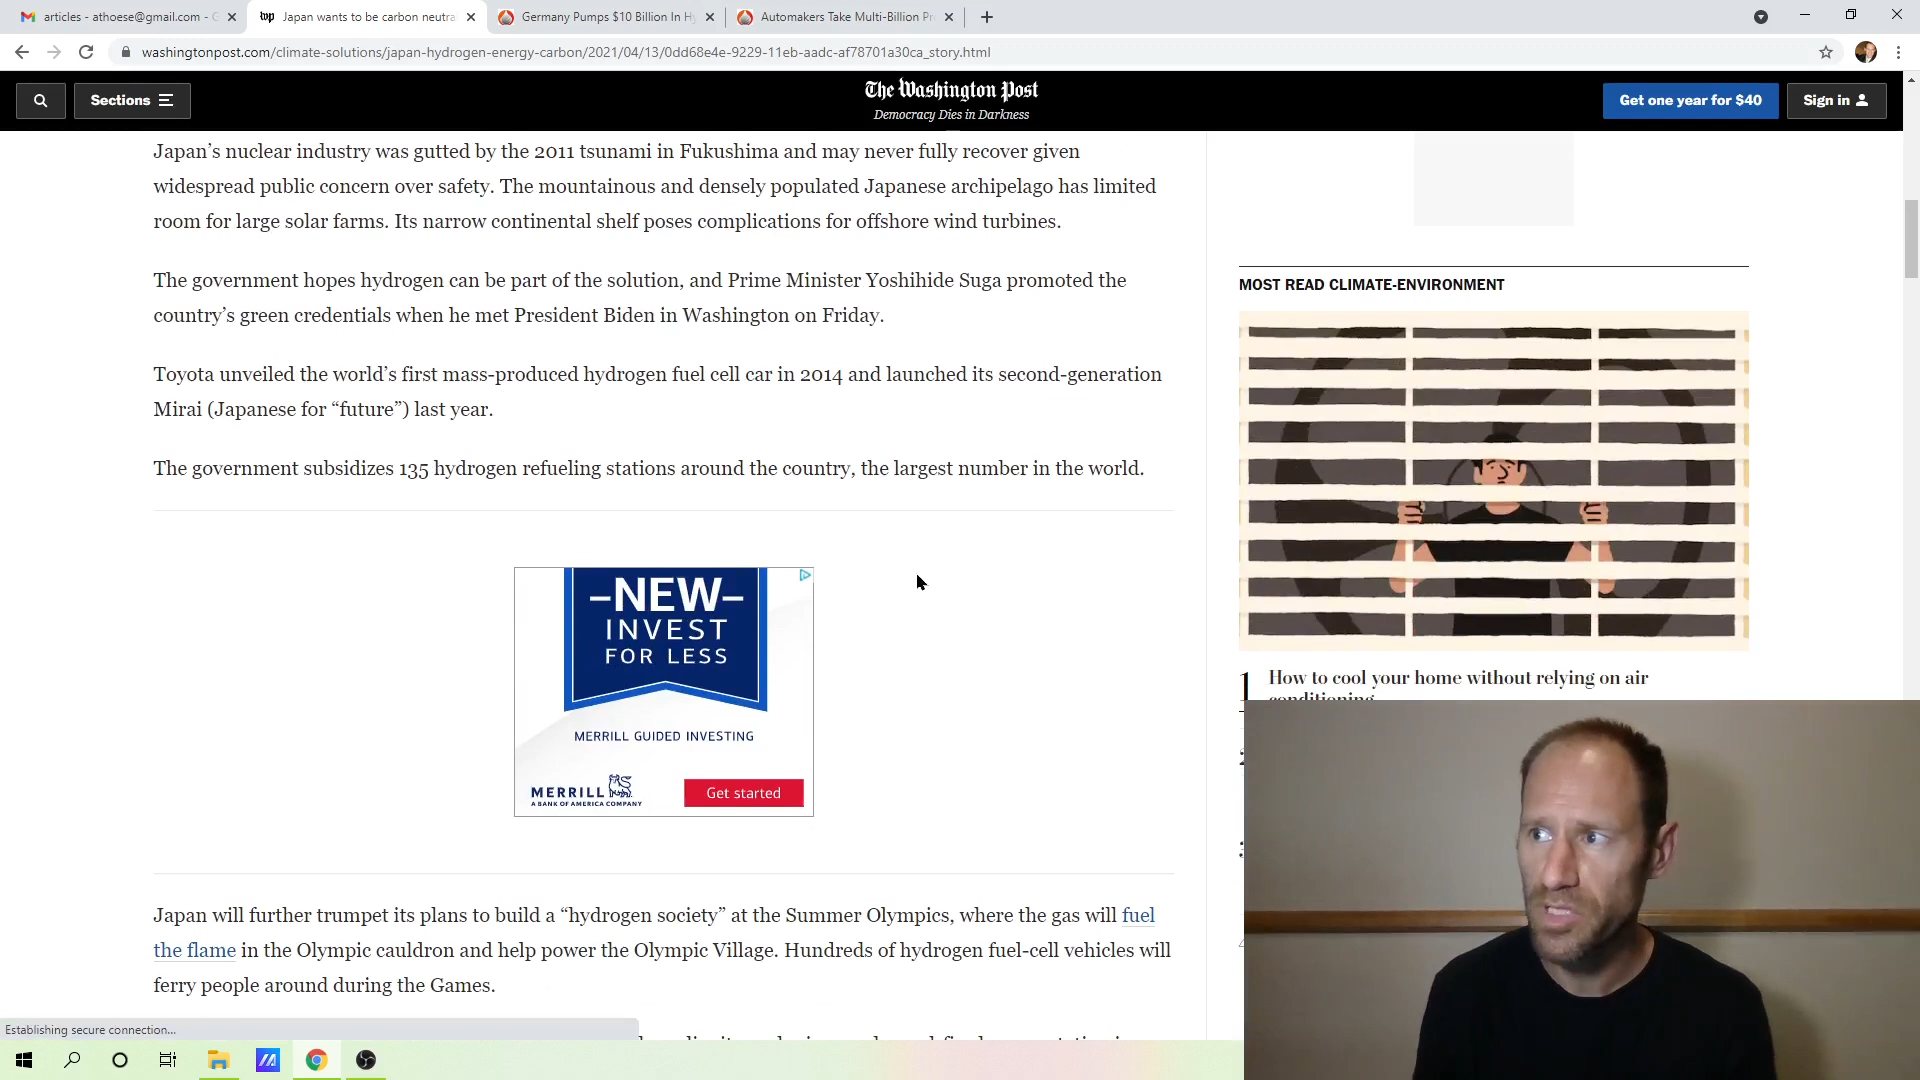 articles - athoese@gmail.com - G
Japan wants to be carbon neutra
Germany Pumps $10 Billion In H
Automakers Take Multi-Billion Pr
washingtonpost.com/climate-solutions/japan-hydrogen-energy-carbon/2021/04/13/0dd68e4e-9229-11eb-aadc-af78701a30ca_story.html
Sections
The Washington Post
Democracy Dies in Darkness
Get one year for $40
Sign in
Japan’s nuclear industry was gutted by the 2011 tsunami in Fukushima and may never fully recover given
widespread public concern over safety. The mountainous and densely populated Japanese archipelago has limited
room for large solar farms. Its narrow continental shelf poses complications for offshore wind turbines.
The government hopes hydrogen can be part of the solution, and Prime Minister Yoshihide Suga promoted the
country’s green credentials when he met President Biden in Washington on Friday.
Toyota unveiled the world’s first mass-produced hydrogen fuel cell car in 2014 and launched its second-generation
Mirai (Japanese for “future”) last year.
The government subsidizes 135 hydrogen refueling stations around the country, the largest number in the world.
–NEW–
INVEST
FOR LESS
MERRILL GUIDED INVESTING
MERRILL
A BANK OF AMERICA COMPANY
Get started
Japan will further trumpet its plans to build a “hydrogen society” at the Summer Olympics, where the gas will fuel
the flame in the Olympic cauldron and help power the Olympic Village. Hundreds of hydrogen fuel-cell vehicles will
ferry people around during the Games.
MOST READ CLIMATE-ENVIRONMENT
1 How to cool your home without relying on air
conditioning
Establishing secure connection...